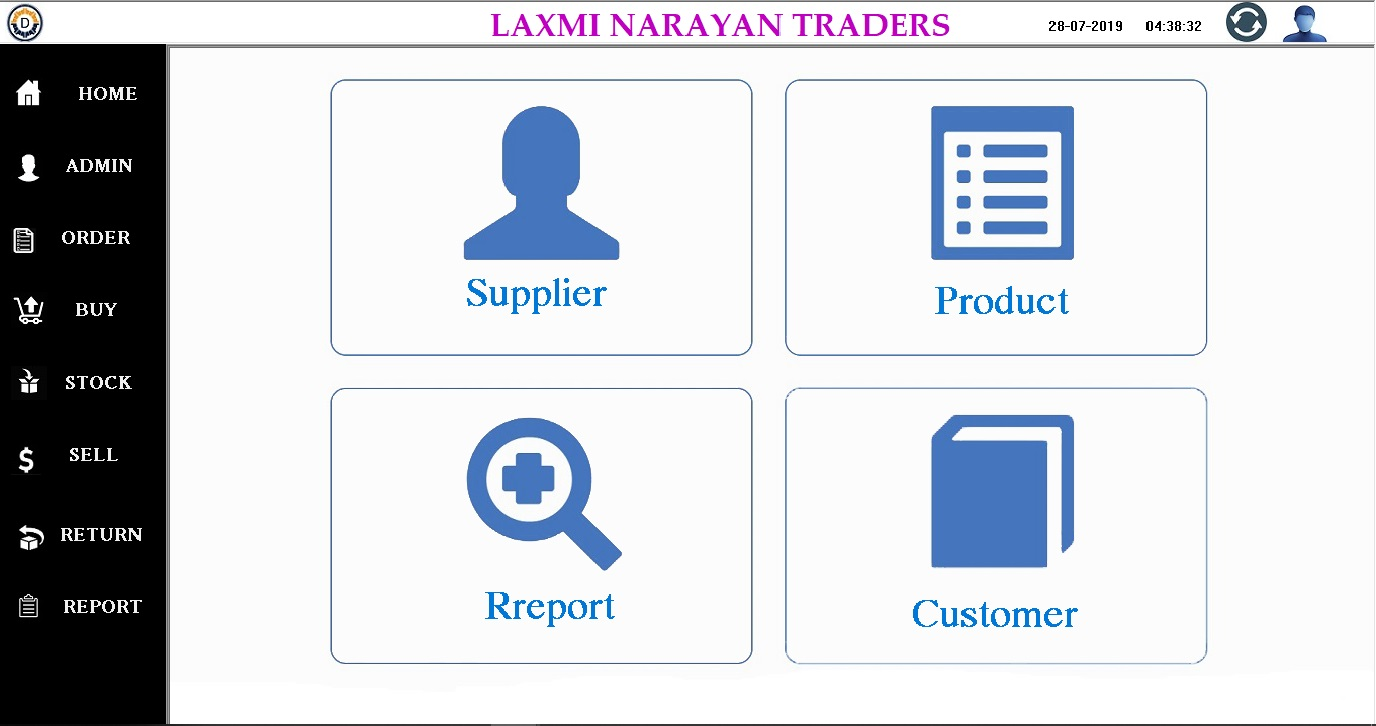 D
LAXMI NARAYAN TRADERS
28-07-2019 04:38:32
HOME
ADMIN
ORDER
BUY
STOCK
$ SELL
RETURN
REPORT
Supplier
Product
Rreport
Customer